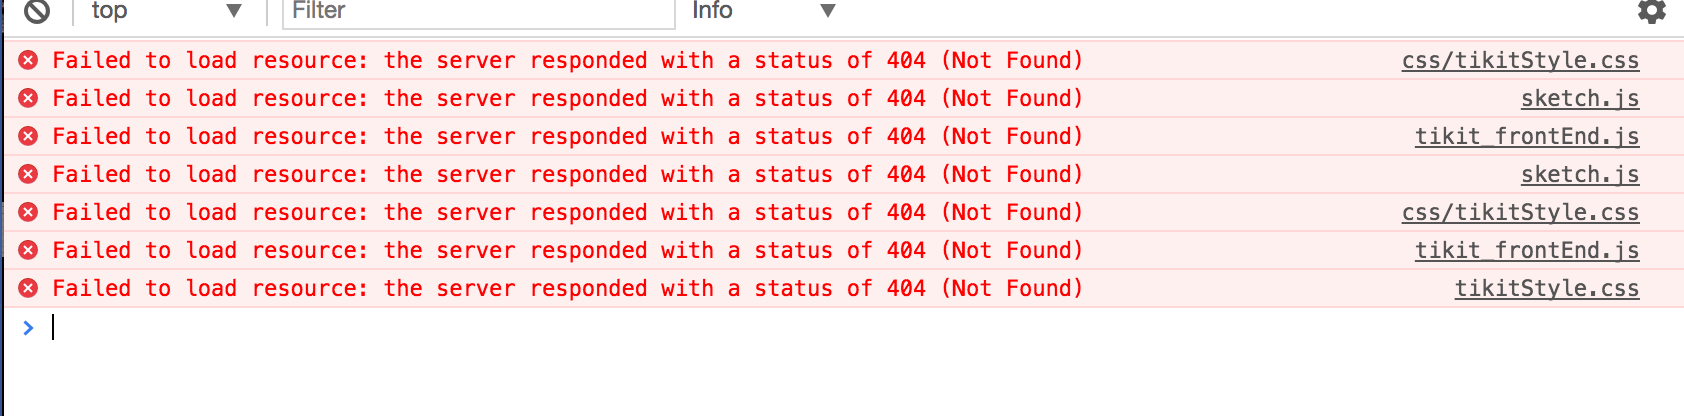 top Filter Info
Failed to load resource: the server responded with a status of 404 (Not Found) css/tikitStyle.css
Failed to load resource: the server responded with a status of 404 (Not Found) sketch.js
Failed to load resource: the server responded with a status of 404 (Not Found) tikit_frontEnd.js
Failed to load resource: the server responded with a status of 404 (Not Found) sketch.js
Failed to load resource: the server responded with a status of 404 (Not Found) css/tikitStyle.css
Failed to load resource: the server responded with a status of 404 (Not Found) tikit_frontEnd.js
Failed to load resource: the server responded with a status of 404 (Not Found) tikitStyle.css